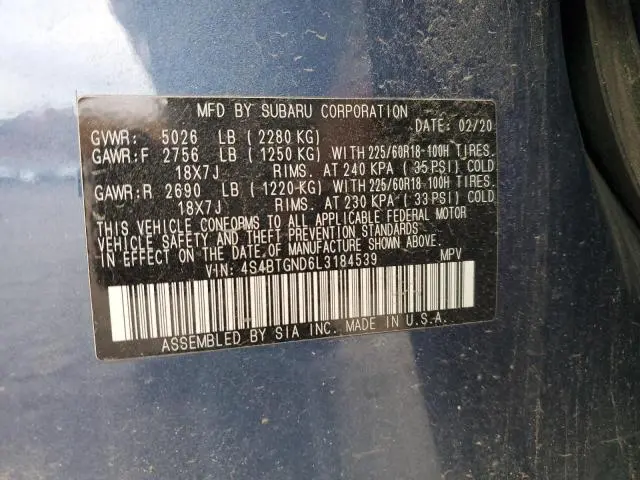 MFD BY SUBARU CORPORATION
DATE: 02/20
GVWR: 5026 LB (2280 KG)
GAWR:F 2756 LB (1250 KG) WITH 225/60R18-100H TIRES.
18X7J RIMS. AT 240 KPA (35 PSI) COLD
GAWR:R 2690 LB (1220 KG) WITH 225/60R18-100H TIRES.
18X7J RIMS. AT 230 KPA (33 PSI) COLD
THIS VEHICLE CONFORMS TO ALL APPLICABLE FEDERAL MOTOR
VEHICLE SAFETY AND THEFT PREVENTION STANDARDS
IN EFFECT ON THE DATE OF MANUFACTURE SHOWN ABOVE.
VIN: 4S4BTGND6L3184539 MPV
ASSEMBLED BY SIA INC. MADE IN U.S.A.